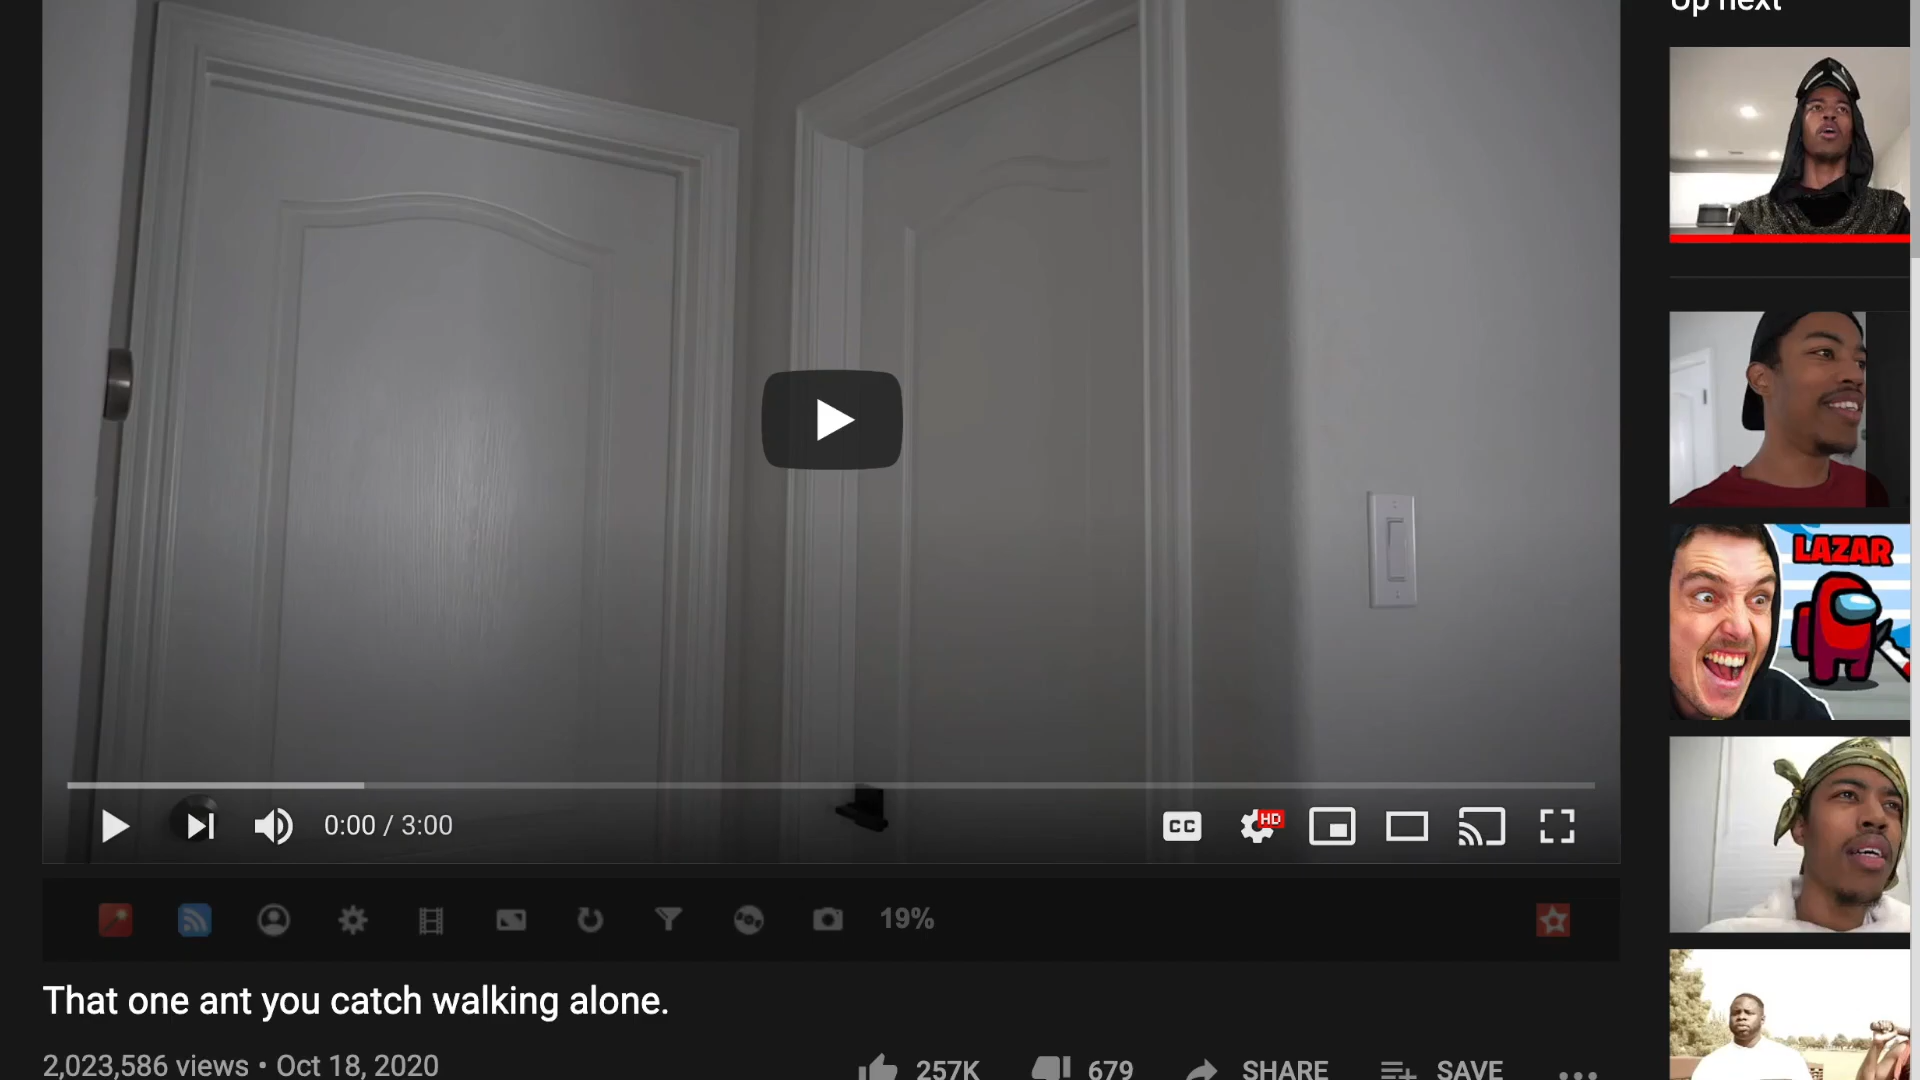 Up next
LAZAR
0:00 / 3:00
CC
HD
19%
That one ant you catch walking alone.
2,023,586 views • Oct 18, 2020
257K
679
SHARE
SAVE